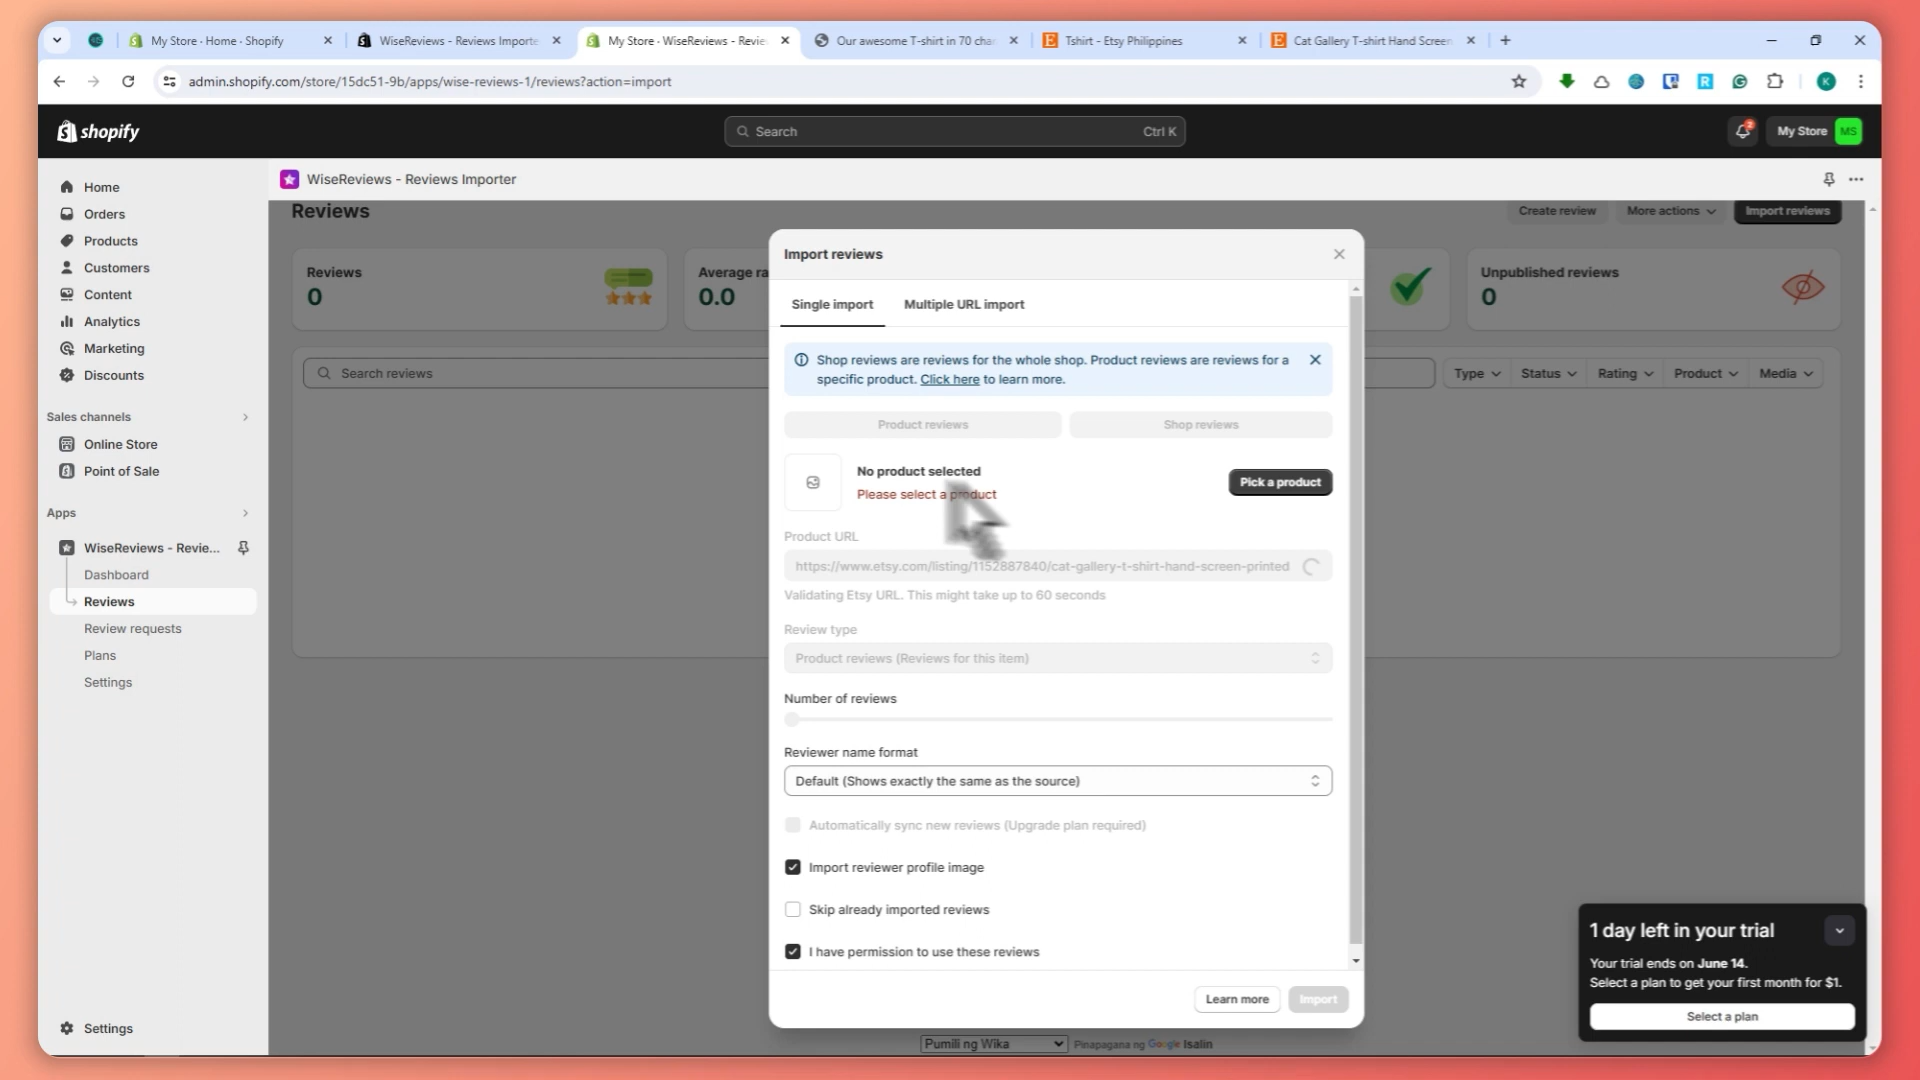 My Store · Home · Shopify
WiseReviews - Reviews Importe
My Store · WiseReviews - Revie
Our awesome T-shirt in 70 cha
Tshirt - Etsy Philippines
Cat Gallery T-shirt Hand Screen
admin.shopify.com/store/15dc51-9b/apps/wise-reviews-1/reviews?action=import
R
K
shopify
Search
Ctrl K
2
My Store
MS
Home
Orders
Products
Customers
Content
Analytics
Marketing
Discounts
Sales channels
Online Store
Point of Sale
Apps
WiseReviews - Revie...
Dashboard
Reviews
Review requests
Plans
Settings
Settings
WiseReviews - Reviews Importer
Reviews
Create review
More actions
Import reviews
Reviews
0
Average ra
0.0
Unpublished reviews
0
Search reviews
Type
Status
Rating
Product
Media
Import reviews
Single import
Multiple URL import
Shop reviews are reviews for the whole shop. Product reviews are reviews for a
specific product. Click here to learn more.
Product reviews
Shop reviews
No product selected
Please select a product
Pick a product
Product URL
https://www.etsy.com/listing/1152887840/cat-gallery-t-shirt-hand-screen-printed
Validating Etsy URL. This might take up to 60 seconds
Review type
Product reviews (Reviews for this item)
Number of reviews
Reviewer name format
Default (Shows exactly the same as the source)
Automatically sync new reviews (Upgrade plan required)
Import reviewer profile image
Skip already imported reviews
I have permission to use these reviews
Learn more
Import
1 day left in your trial
Your trial ends on June 14.
Select a plan to get your first month for $1.
Select a plan
Pumili ng Wika
Pinapagana ng Google Isalin